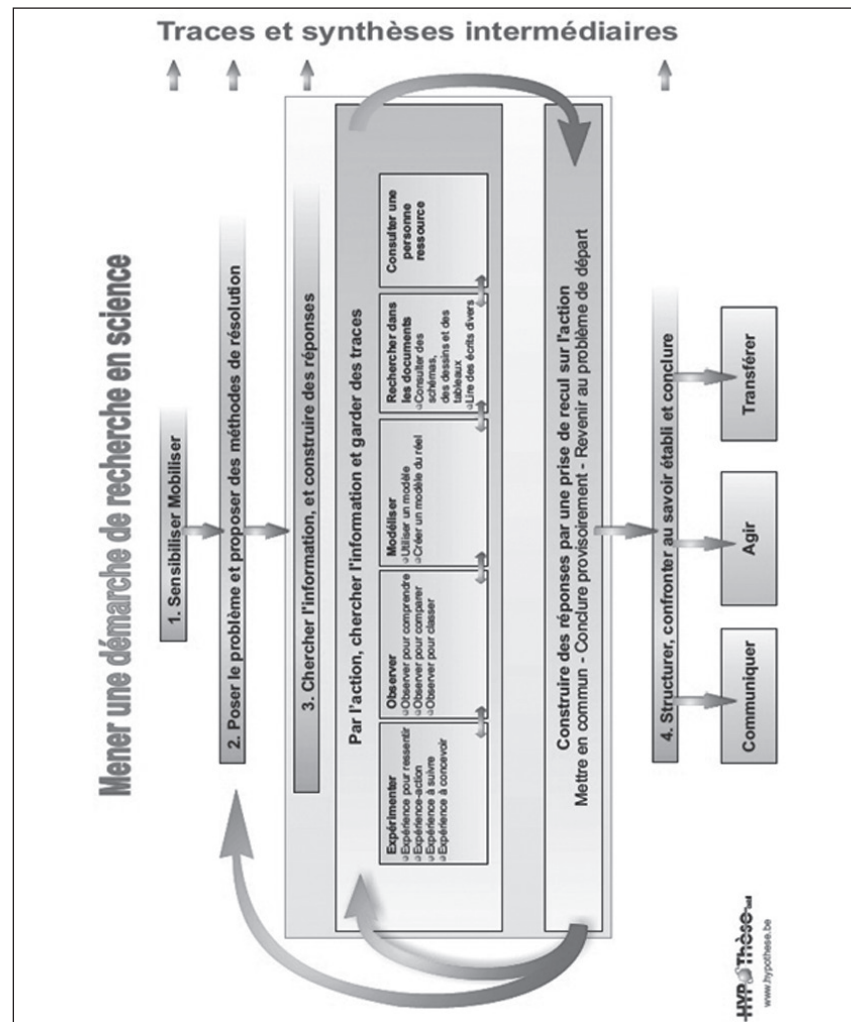 Traces et synthèses intermédiaires
Mener une démarche de recherche en science
1. Sensibiliser Mobiliser
2. Poser le problème et proposer des méthodes de résolution
3. Chercher l'information, et construire des réponses
Par l'action, chercher l'information et garder des traces
Expérimenter
Expérience pour ressentir
Expérience-action
Expérience à suivre
Expérience à concevoir
Observer
Observer pour comprendre
Observer pour comparer
Observer pour classer
Modéliser
Utiliser un modèle
Créer un modèle du réel
Rechercher dans
les documents
Consulter des
schémas,
des dessins et des
tableaux
Lire des écrits divers
Consulter une
personne
ressource
Construire des réponses par une prise de recul sur l'action
Mettre en commun - Conclure provisoirement - Revenir au problème de départ
4. Structurer, confronter au savoir établi et conclure
Communiquer
Agir
Transférer
HYPOThèse
www.hypothese.be